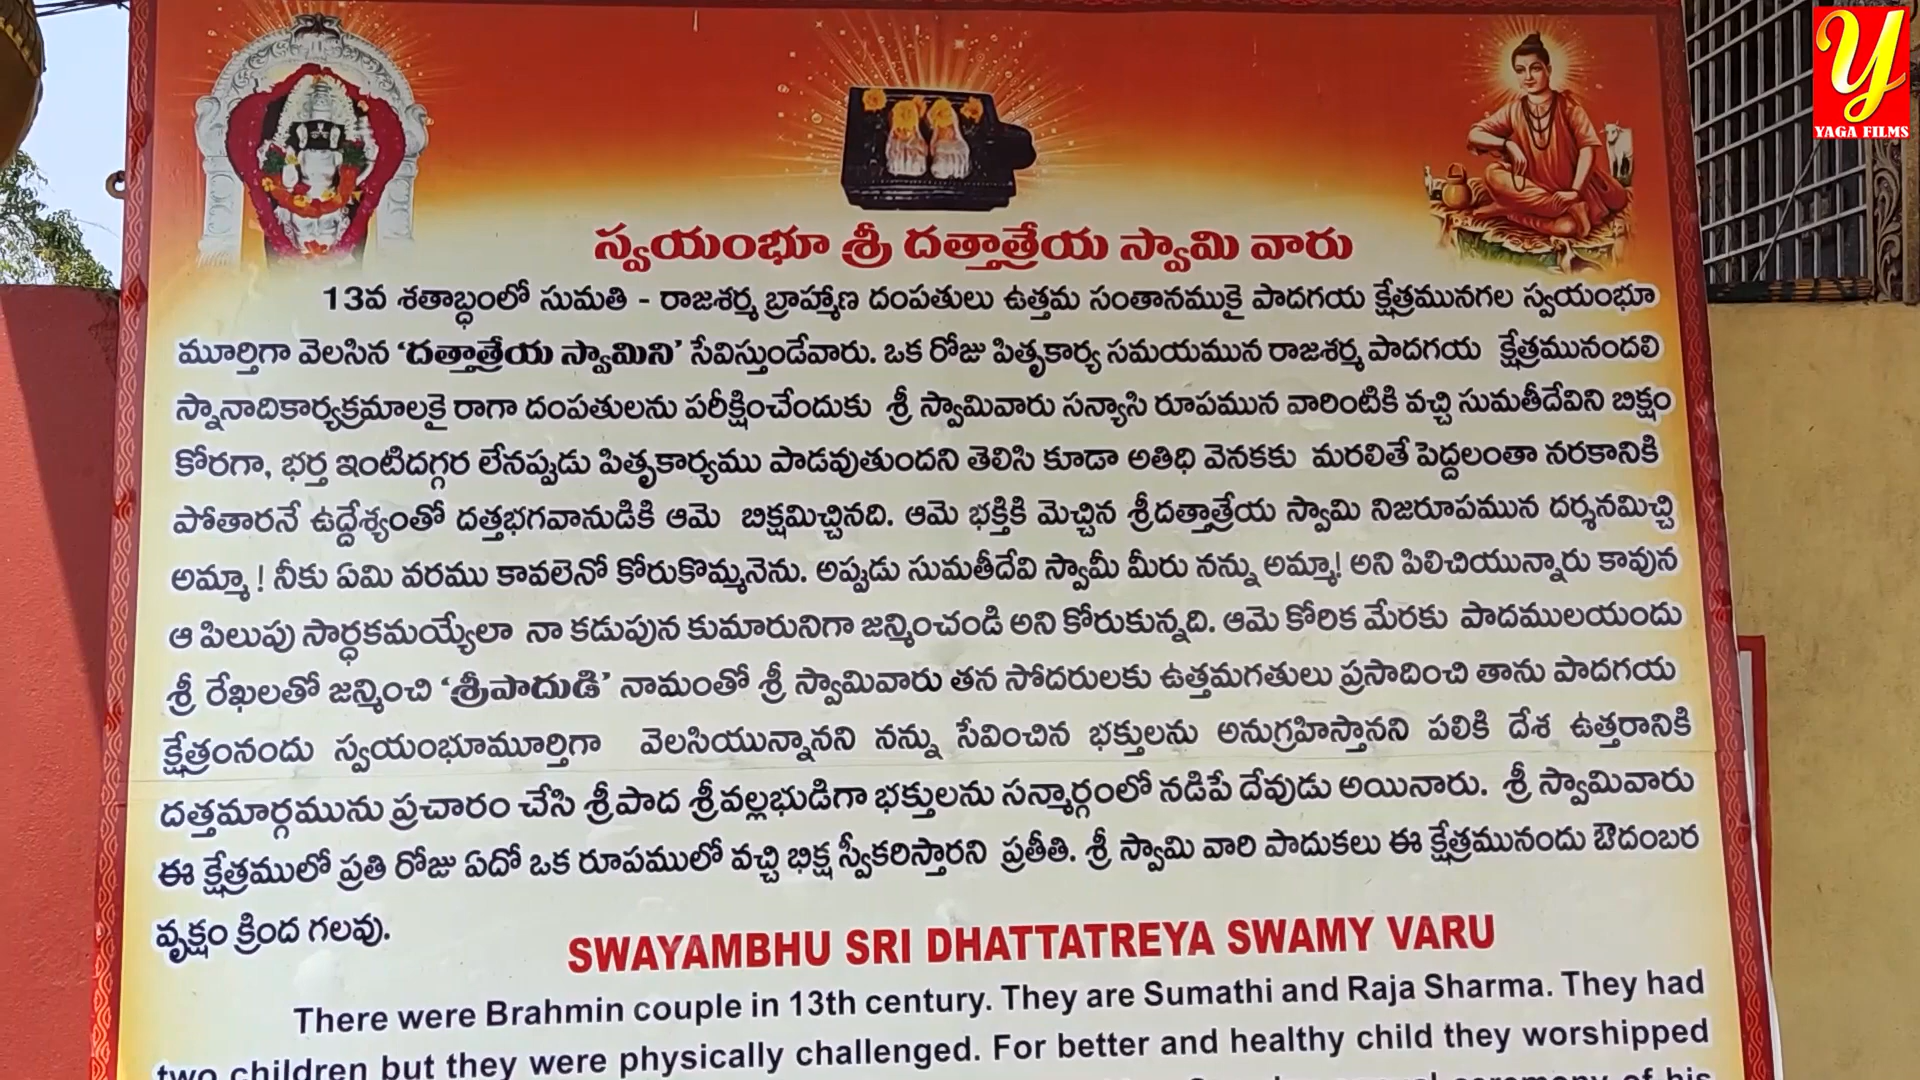 స్వయంభూ శ్రీ దత్తాత్రేయ స్వామి వారు
13వ శతాబ్ధంలో సుమతి - రాజశర్మ బ్రాహ్మాణ దంపతులు ఉత్తమ సంతానముకై పాదగయ క్షేత్రమునగల స్వయంభూ
మూర్తిగా వెలసిన 'దత్తాత్రేయ స్వామిని' సేవిస్తుండేవారు. ఒక రోజు పితృకార్య సమయమున రాజశర్మ పాదగయ క్షేత్రమునందలి
స్నానాదికార్యక్రమాలకై రాగా దంపతులను పరీక్షించేందుకు శ్రీ స్వామివారు సన్యాసి రూపమున వారింటికి వచ్చి సుమతీదేవిని బిక్షం
కోరగా, భర్త ఇంటిదగ్గర లేనప్పుడు పితృకార్యము పాడవుతుందని తెలిసి కూడా అతిధి వెనకకు మరలితే పెద్దలంతా నరకానికి
పోతారనే ఉద్దేశ్యంతో దత్తభగవానుడికి ఆమె బిక్షమిచ్చినది. ఆమె భక్తికి మెచ్చిన శ్రీదత్తాత్రేయ స్వామి నిజరూపమున దర్శనమిచ్చి
అమ్మా ! నీకు ఏమి వరము కావలెనో కోరుకొమ్మనెను. అప్పుడు సుమతీదేవి స్వామీ మీరు నన్ను అమ్మా! అని పిలిచియున్నారు కావున
ఆ పిలుపు సార్ధకమయ్యేలా నా కడుపున కుమారునిగా జన్మించండి అని కోరుకున్నది. ఆమె కోరిక మేరకు పాదములయందు
శ్రీ రేఖలతో జన్మించి 'శ్రీపాదుడి' నామంతో శ్రీ స్వామివారు తన సోదరులకు ఉత్తమగతులు ప్రసాదించి తాను పాదగయ
క్షేత్రంనందు స్వయంభూమూర్తిగా వెలసియున్నానని నన్ను సేవించిన భక్తులను అనుగ్రహిస్తానని పలికి దేశ ఉత్తరానికి
దత్తమార్గమును ప్రచారం చేసి శ్రీపాద శ్రీవల్లభుడిగా భక్తులను సన్మార్గంలో నడిపే దేవుడు అయినారు. శ్రీ స్వామివారు
ఈ క్షేత్రములో ప్రతి రోజు ఏదో ఒక రూపములో వచ్చి భిక్ష స్వీకరిస్తారని ప్రతీతి. శ్రీ స్వామి వారి పాదుకలు ఈ క్షేత్రమునందు ఔదంబర
వృక్షం క్రింద గలవు.
SWAYAMBHU SRI DHATTATREYA SWAMY VARU
There were Brahmin couple in 13th century. They are Sumathi and Raja Sharma. They had
two children but they were physically challenged. For better and healthy child they worshipped
of his
Y
YAGA FILMS